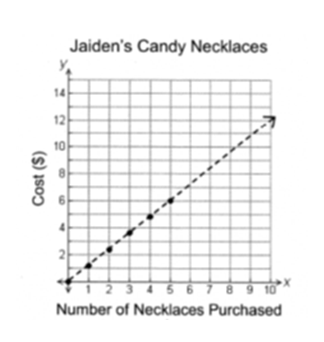 Jaiden's Candy Necklaces
y
14
12
10
8
6
4
2
Cost ($)
1 2 3 4 5 6 7 8 9 10 x
Number of Necklaces Purchased